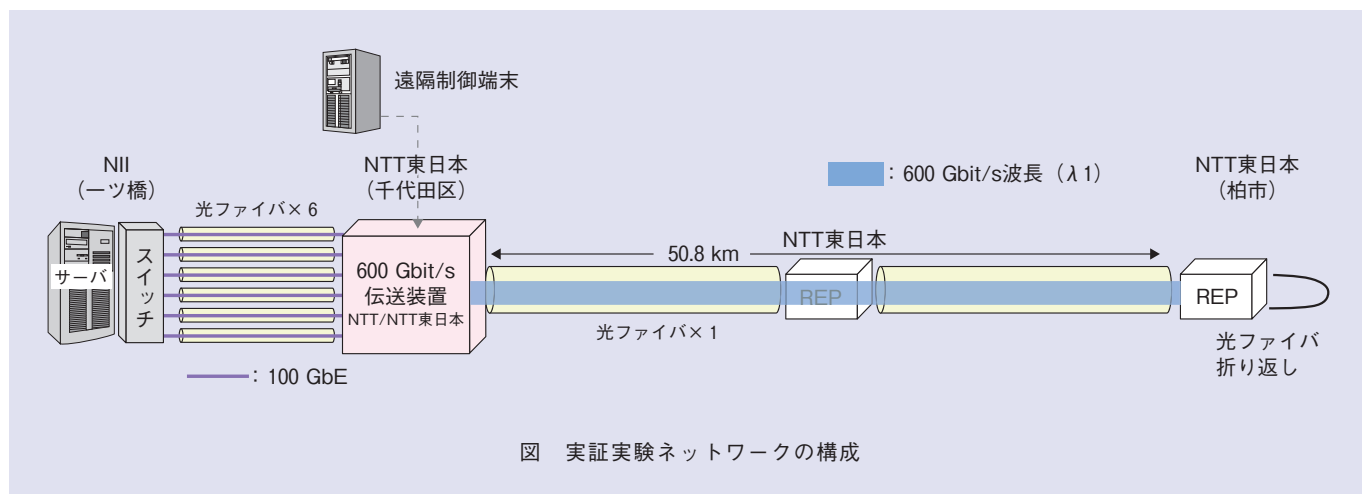 遠隔制御端末
NII
（一ツ橋）
NTT東日本
（千代田区）
：600 Gbit/s波長（λ1）
NTT東日本
（柏市）
光ファイバ×6
サーバ
スイッチ
600 Gbit/s
伝送装置
NTT/NTT東日本
50.8 km
NTT東日本
REP
REP
光ファイバ×1
光ファイバ
折り返し
：100 GbE
図　実証実験ネットワークの構成